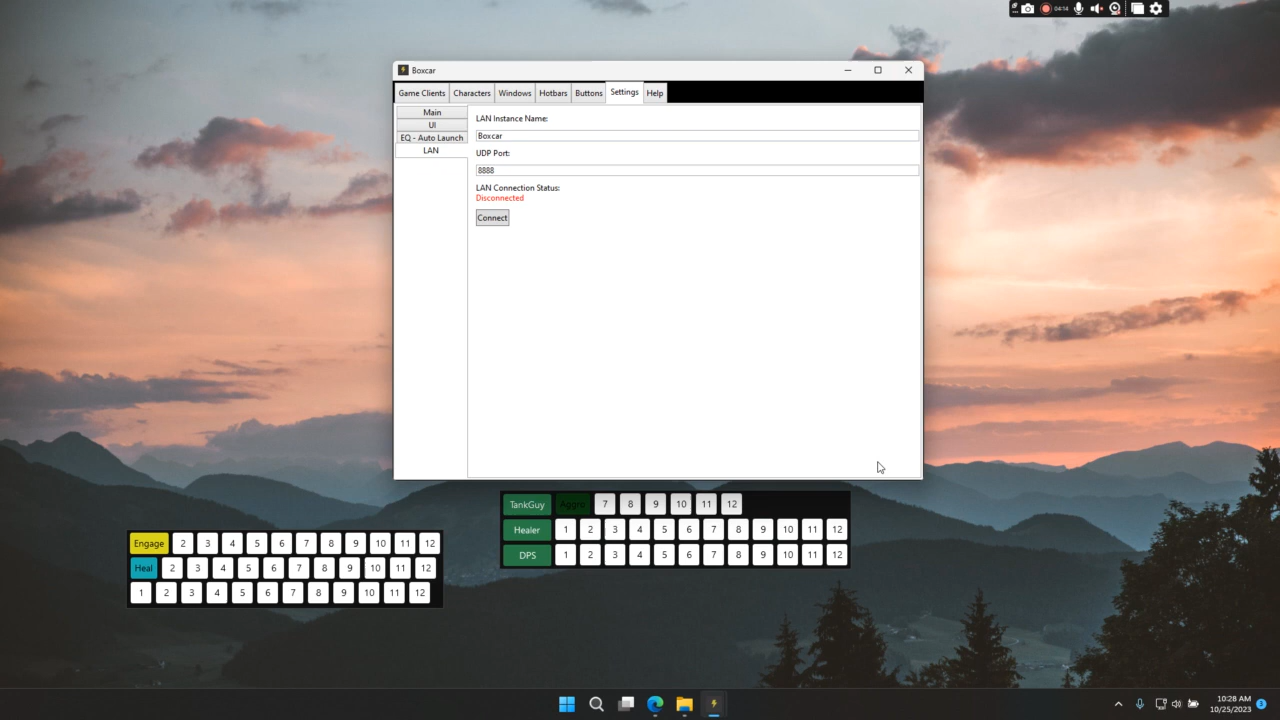 04:14
Boxcar
Game Clients Characters Windows Hotbars Buttons Settings Help
Main
UI
EQ - Auto Launch
LAN
LAN Instance Name:
Boxcar
UDP Port:
8888
LAN Connection Status:
Disconnected
Connect
TankGuy Aggro 7 8 9 10 11 12
Healer 1 2 3 4 5 6 7 8 9 10 11 12
DPS 1 2 3 4 5 6 7 8 9 10 11 12
Engage 2 3 4 5 6 7 8 9 10 11 12
Heal 2 3 4 5 6 7 8 9 10 11 12
1 2 3 4 5 6 7 8 9 10 11 12
10:28 AM
10/25/2023
1